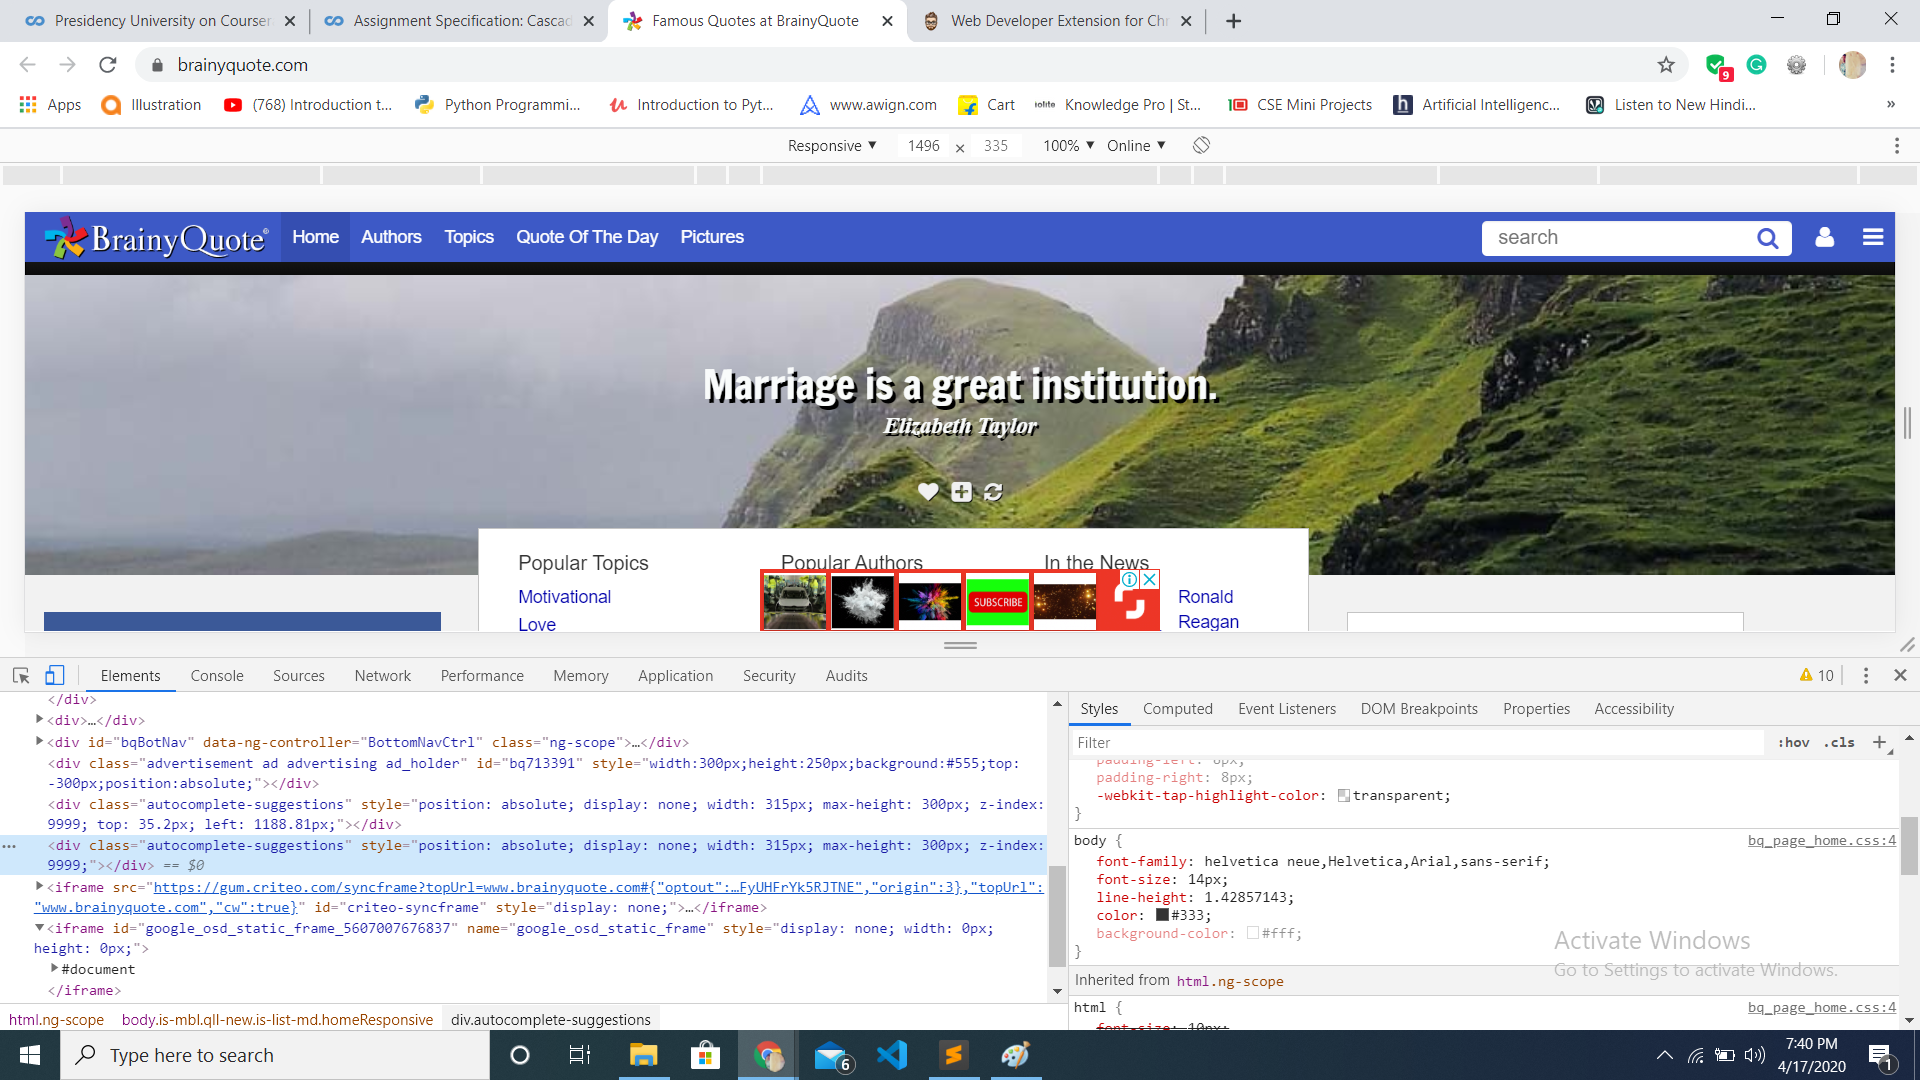 Presidency University on Courser
Assignment Specification: Cascad
Famous Quotes at BrainyQuote
Web Developer Extension for Chr
brainyquote.com
9
Apps
Illustration
(768) Introduction t...
Python Programmi...
Introduction to Pyt...
www.awign.com
Cart
iolite
Knowledge Pro | St...
CSE Mini Projects
Artificial Intelligenc...
Listen to New Hindi...
»
Responsive ▼ 1496 × 335 100% ▼ Online ▼
BrainyQuote®
Home Authors Topics Quote Of The Day Pictures
search
Marriage is a great institution.
Elizabeth Taylor
Popular Topics
Motivational
Love
Popular Authors
In the News
SUBSCRIBE
Ronald
Reagan
Elements Console Sources Network Performance Memory Application Security Audits
10
</div>
<div>…</div>
<div id="bqBotNav" data-ng-controller="BottomNavCtrl" class="ng-scope">…</div>
<div class="advertisement ad advertising ad_holder" id="bq713391" style="width:300px;height:250px;background:#555;top:
-300px;position:absolute;"></div>
<div class="autocomplete-suggestions" style="position: absolute; display: none; width: 315px; max-height: 300px; z-index:
9999; top: 35.2px; left: 1188.81px;"></div>
<div class="autocomplete-suggestions" style="position: absolute; display: none; width: 315px; max-height: 300px; z-index:
9999;"></div> == $0
<iframe src="https://gum.criteo.com/syncframe?topUrl=www.brainyquote.com#{"optout":…FyUHFrYk5RJTNE","origin":3},"topUrl":
"www.brainyquote.com","cw":true}" id="criteo-syncframe" style="display: none;">…</iframe>
<iframe id="google_osd_static_frame_5607007676837" name="google_osd_static_frame" style="display: none; width: 0px;
height: 0px;">
#document
</iframe>
html.ng-scope body.is-mbl.qll-new.is-list-md.homeResponsive div.autocomplete-suggestions
Styles Computed Event Listeners DOM Breakpoints Properties Accessibility
Filter :hov .cls +
padding-left: 8px;
padding-right: 8px;
-webkit-tap-highlight-color: transparent;
}
body { bq_page_home.css:4
font-family: helvetica neue,Helvetica,Arial,sans-serif;
font-size: 14px;
line-height: 1.42857143;
color: #333;
background-color: #fff;
}
Activate Windows
Go to Settings to activate Windows.
Inherited from html.ng-scope
html { bq_page_home.css:4
font-size: 10px;
Type here to search
6
7:40 PM
4/17/2020
1